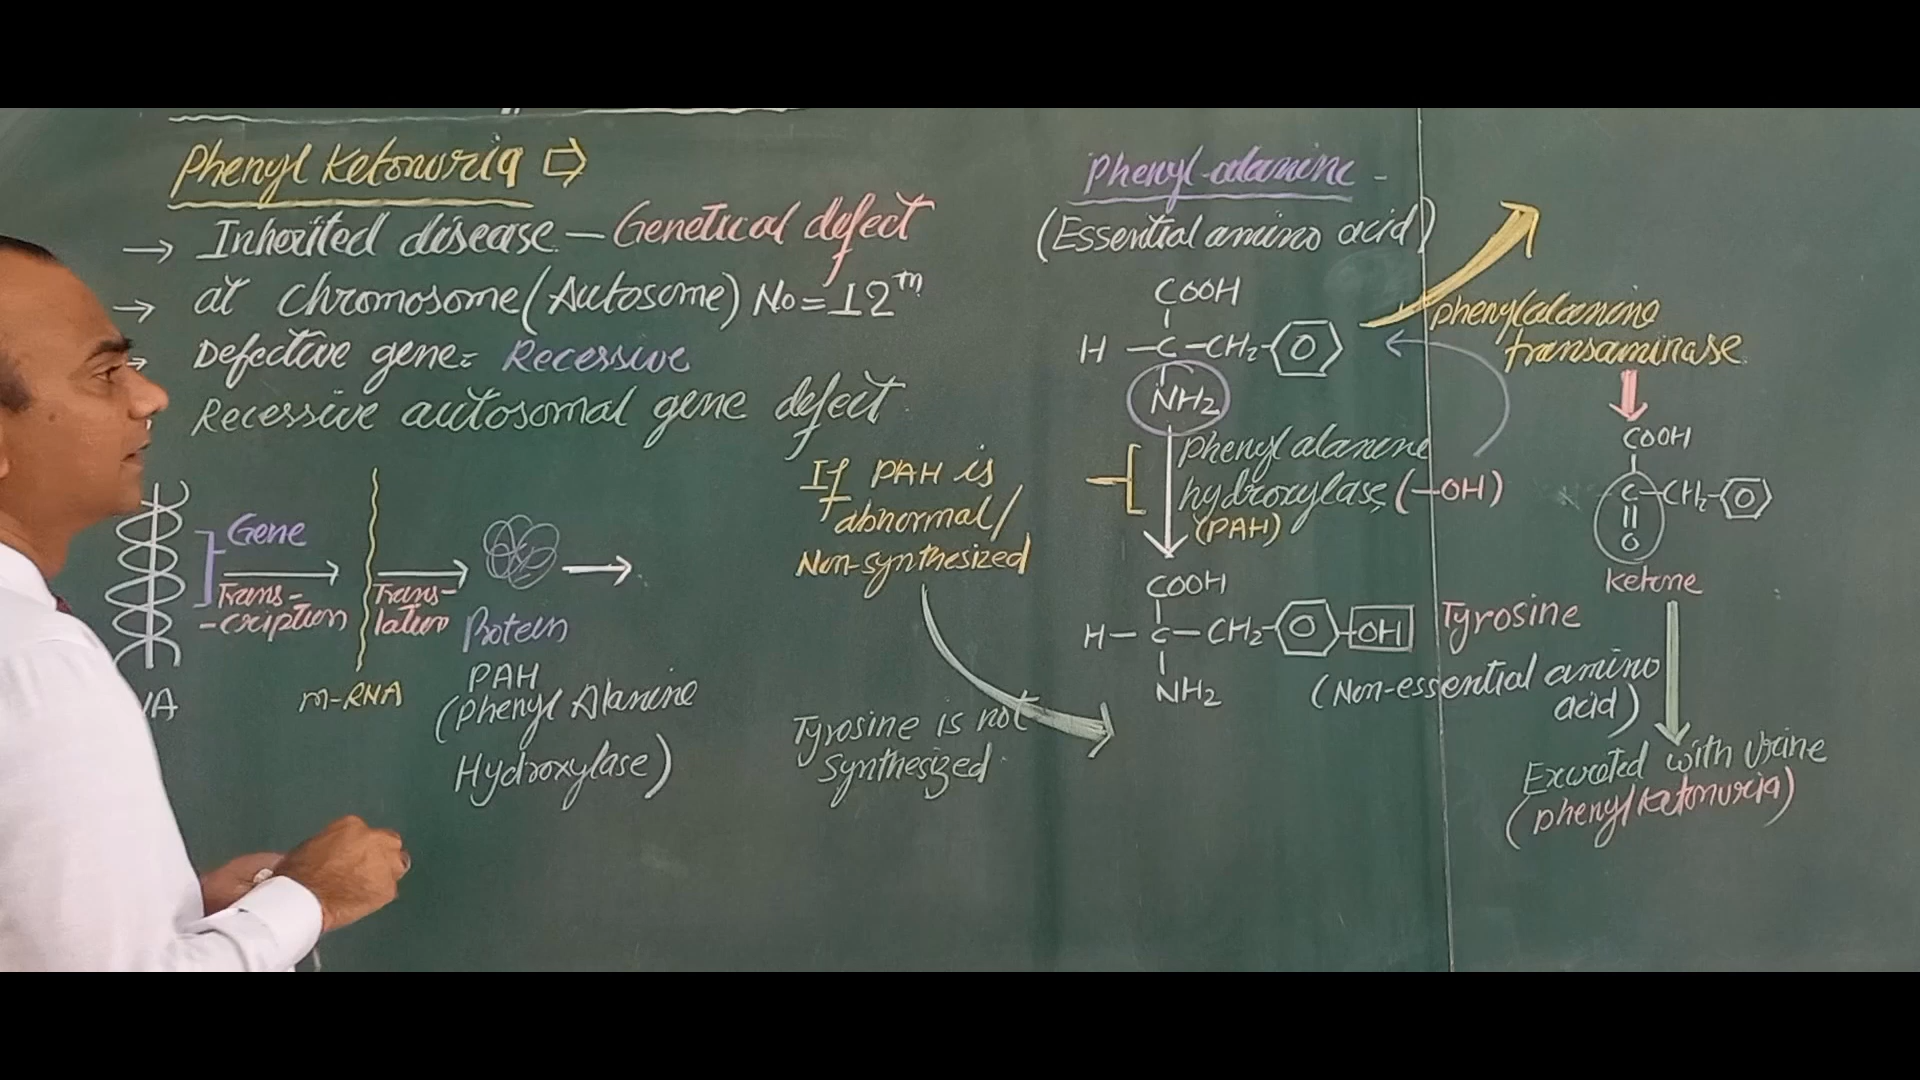 Phenyl Ketonuria ⇨
→ Inherited disease – Genetical defect
→ at chromosome (Autosome) No = 12th
→ Defective gene = Recessive
Recessive autosomal gene defect
Gene
Trans-
-cription
Trans-
lation
m-RNA
Protein
PAH
(Phenyl Alanine
Hydroxylase)
If PAH is
abnormal/
Non-synthesized
Tyrosine is not
synthesized
Phenyl-alanine -
(Essential amino acid)
COOH
H – C – CH2 –
NH2
Phenyl alanine
hydroxylase, (–OH)
(PAH)
COOH
H – C – CH2 – – OH Tyrosine
NH2
(Non-essential amino
acid)
phenylalanine
transaminase
COOH
C – CH2 –
O
Ketone
Excreted with Urine
(phenylketonuria)